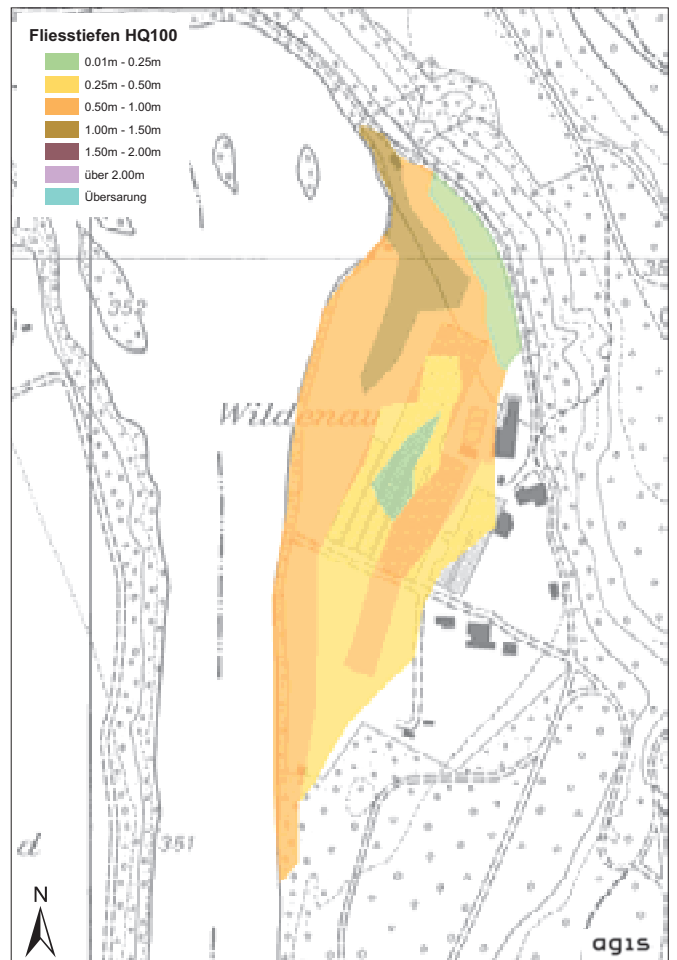 Fliesstiefen HQ100
0.01m - 0.25m
0.25m - 0.50m
0.50m - 1.00m
1.00m - 1.50m
1.50m - 2.00m
über 2.00m
Übersarung
352
Wildenau
351
d
N
agis